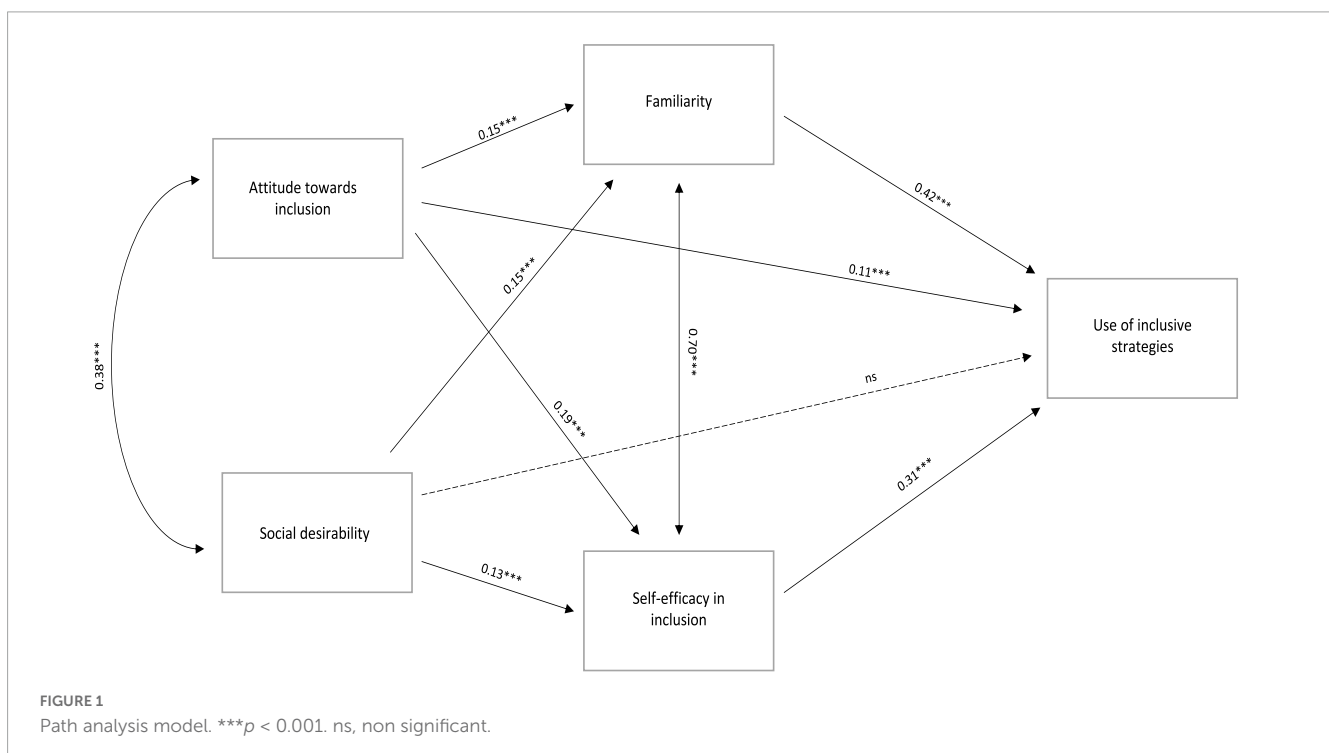 Familiarity
0.15***
Attitude towards
inclusion
0.42***
0.11***
0.15***
Use of inclusive
strategies
0.70***
0.38***
ns
0.19***
0.31***
Social desirability
0.13***
Self-efficacy in
inclusion
FIGURE 1
Path analysis model. ***p < 0.001. ns, non significant.